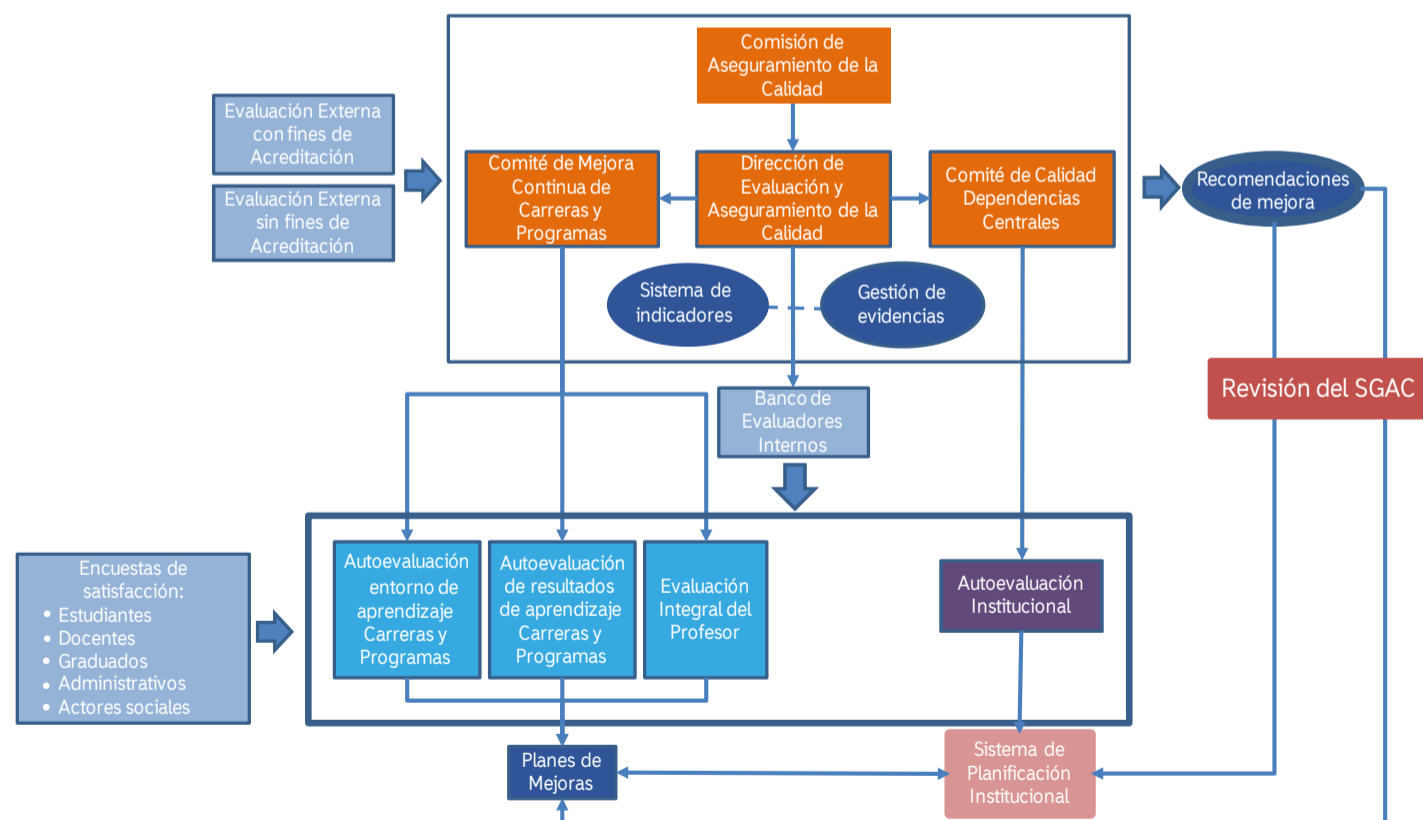 Comisión de
Aseguramiento de la
Calidad
Evaluación Externa
con fines de
Acreditación
Evaluación Externa
sin fines de
Acreditación
Comité de Mejora
Continua de
Carreras y
Programas
Dirección de
Evaluación y
Aseguramiento de la
Calidad
Comité de Calidad
Dependencias
Centrales
Recomendaciones
de mejora
Sistema de
indicadores
Gestión de
evidencias
Revisión del SGAC
Banco de
Evaluadores
Internos
Encuestas de
satisfacción:
• Estudiantes
• Docentes
• Graduados
• Administrativos
• Actores sociales
Autoevaluación
entorno de
aprendizaje
Carreras y
Programas
Autoevaluación
de resultados
de aprendizaje
Carreras y
Programas
Evaluación
Integral del
Profesor
Autoevaluación
Institucional
Planes de
Mejoras
Sistema de
Planificación
Institucional